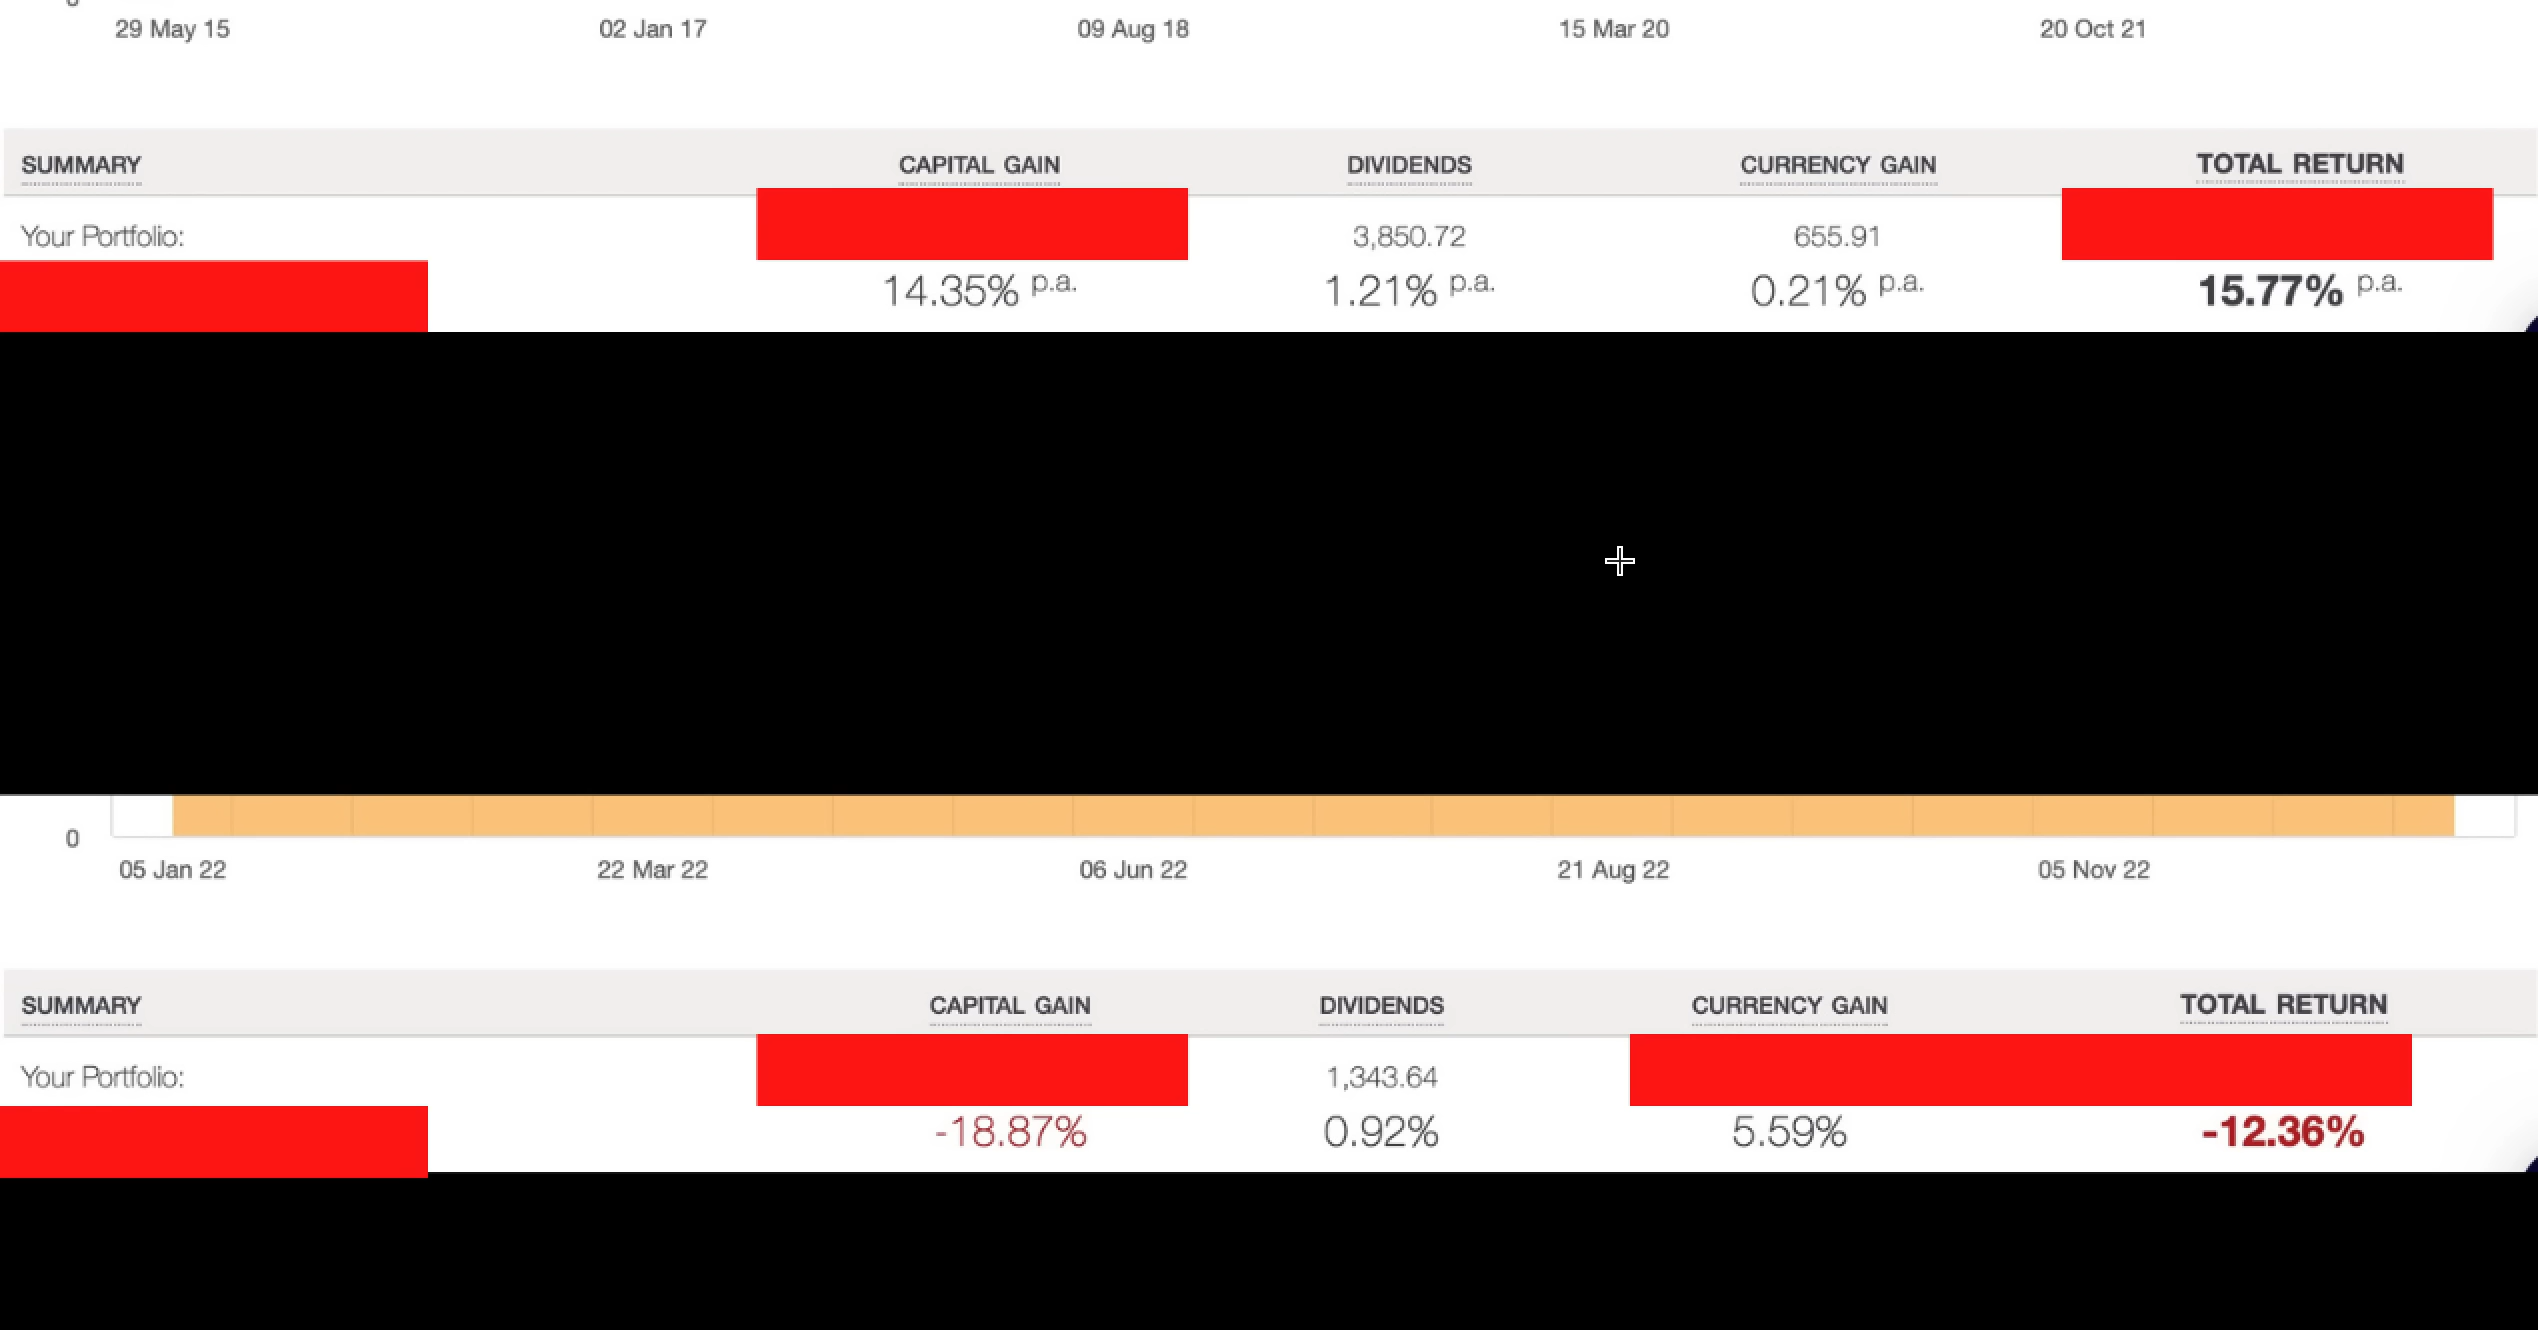 29 May 15 02 Jan 17 09 Aug 18 15 Mar 20 20 Oct 21
SUMMARY CAPITAL GAIN DIVIDENDS CURRENCY GAIN TOTAL RETURN
Your Portfolio: 3,850.72 655.91
14.35% p.a. 1.21% p.a. 0.21% p.a. 15.77% p.a.
0
05 Jan 22 22 Mar 22 06 Jun 22 21 Aug 22 05 Nov 22
SUMMARY CAPITAL GAIN DIVIDENDS CURRENCY GAIN TOTAL RETURN
Your Portfolio: 1,343.64
-18.87% 0.92% 5.59% -12.36%